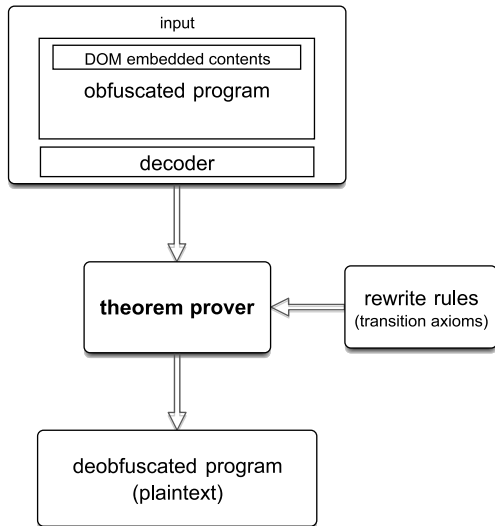 input
DOM embedded contents
obfuscated program
decoder
theorem prover
rewrite rules
(transition axioms)
deobfuscated program
(plaintext)